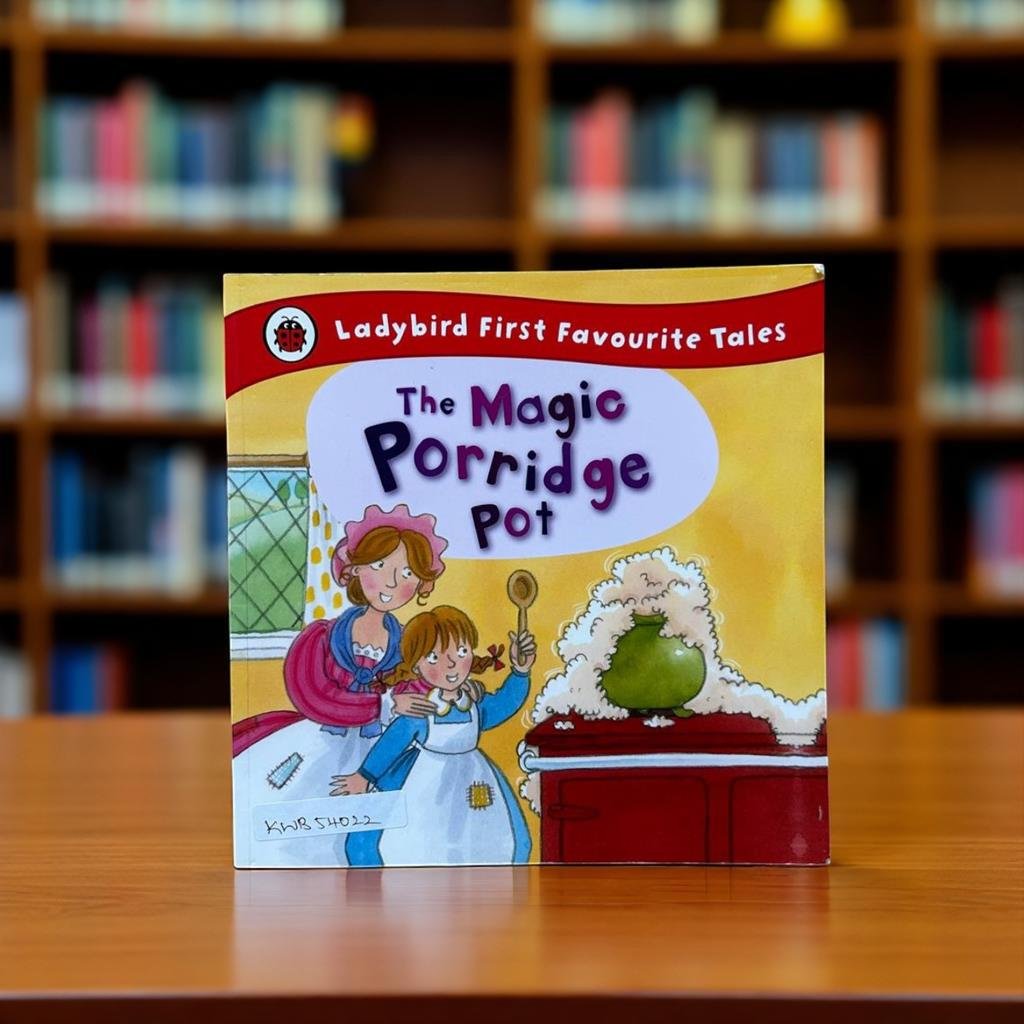 Ladybird First Favourite Tales
The Magic
Porridge
Pot
KWB 54022